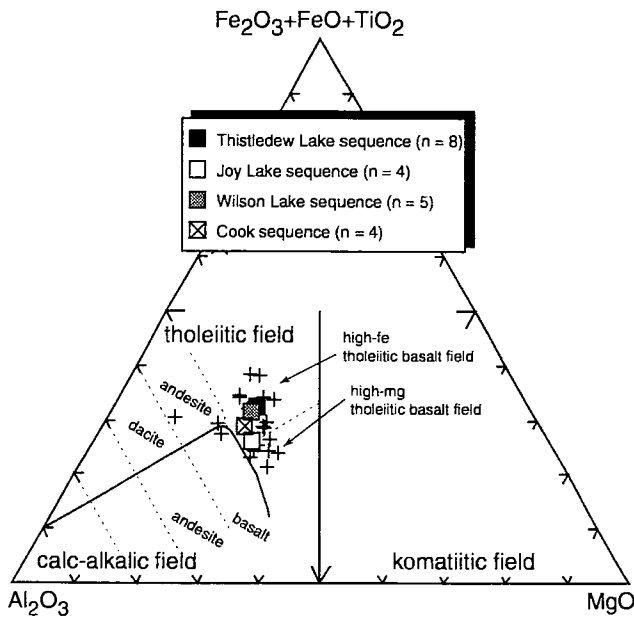 Fe₂O₃+FeO+TiO₂
Thistledew Lake sequence (n = 8)
Joy Lake sequence (n = 4)
Wilson Lake sequence (n = 5)
Cook sequence (n = 4)
tholeiitic field
high-fe
tholeiitic basalt field
high-mg
tholeiitic basalt field
andesite
dacite
andesite
basalt
calc-alkalic field
komatiitic field
Al₂O₃
MgO